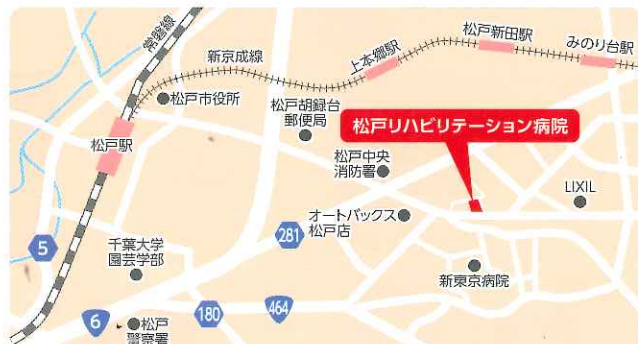 常磐線
新京成線
上本郷駅
松戸新田駅
みのり台駅
松戸市役所
松戸胡録台
郵便局
松戸リハビリテーション病院
松戸駅
松戸中央
消防署
LIXIL
オートバックス
松戸店
5
千葉大学
園芸学部
281
新東京病院
6
180
464
松戸
警察署